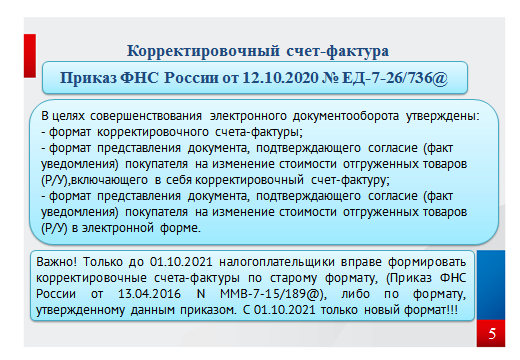 Корректировочный счет-фактура
Приказ ФНС России от 12.10.2020 № ЕД-7-26/736@
В целях совершенствования электронного документооборота утверждены:
- формат корректировочного счета-фактуры;
- формат представления документа, подтверждающего согласие (факт
уведомления) покупателя на изменение стоимости отгруженных товаров
(Р/У),включающего в себя корректировочный счет-фактуру;
- формат представления документа, подтверждающего согласие (факт
уведомления) покупателя на изменение стоимости отгруженных товаров
(Р/У) в электронной форме.
Важно! Только до 01.10.2021 налогоплательщики вправе формировать
корректировочные счета-фактуры по старому формату, (Приказ ФНС
России от 13.04.2016 N ММВ-7-15/189@), либо по формату,
утвержденному данным приказом. С 01.10.2021 только новый формат!!!
5